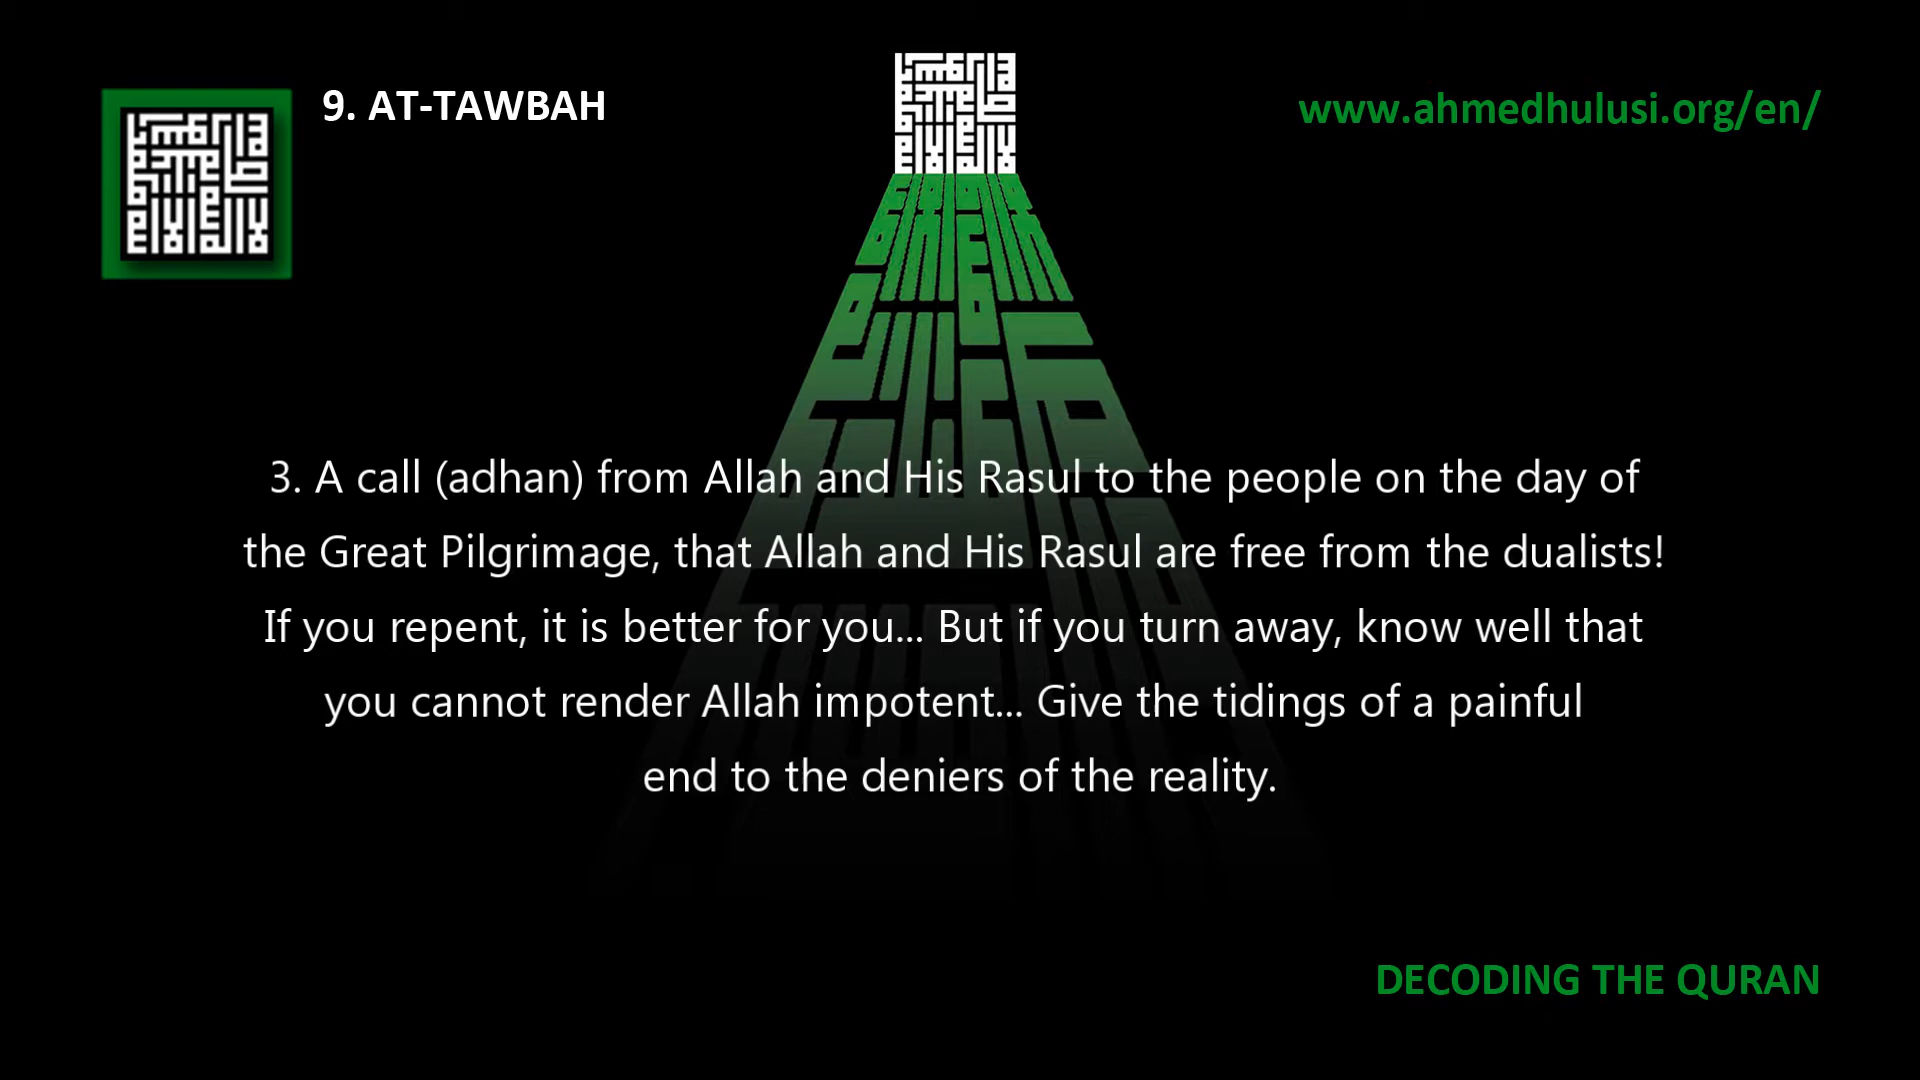 9. AT-TAWBAH
www.ahmedhulusi.org/en/
3. A call (adhan) from Allah and His Rasul to the people on the day of
the Great Pilgrimage, that Allah and His Rasul are free from the dualists!
If you repent, it is better for you... But if you turn away, know well that
you cannot render Allah impotent... Give the tidings of a painful
end to the deniers of the reality.
DECODING THE QURAN